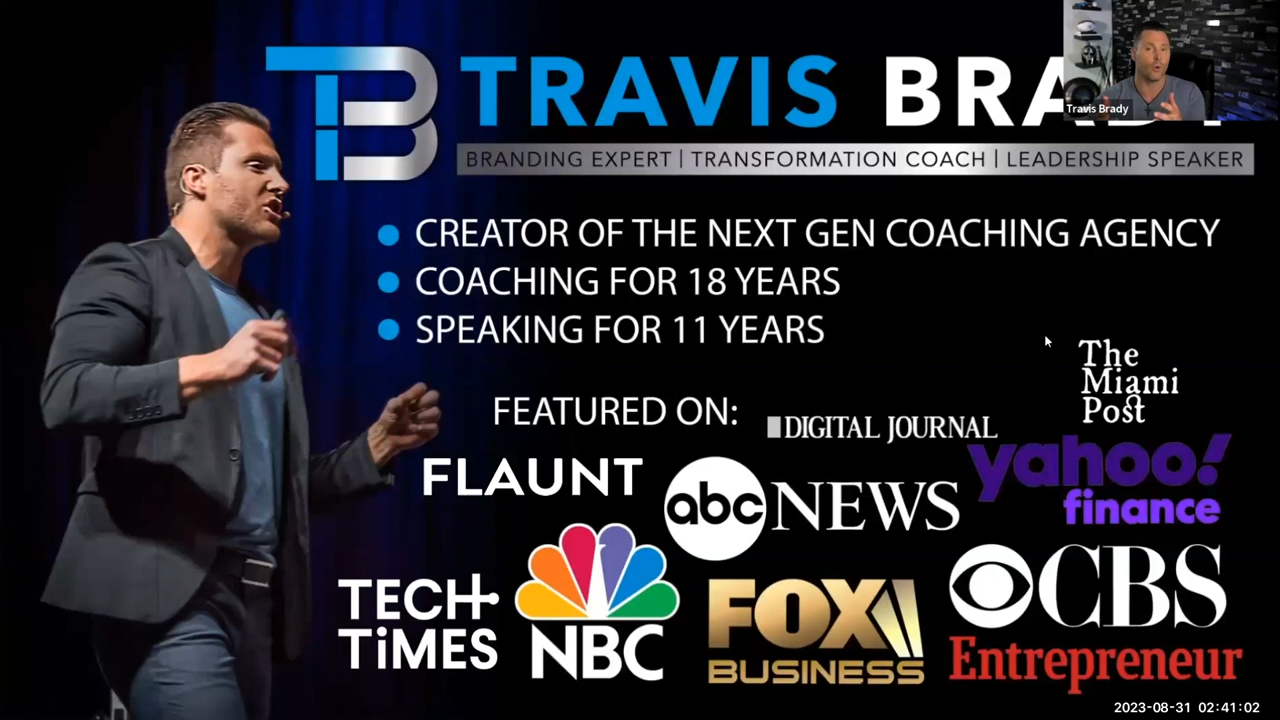 TB TRAVIS BRADY
Travis Brady
BRANDING EXPERT | TRANSFORMATION COACH | LEADERSHIP SPEAKER
CREATOR OF THE NEXT GEN COACHING AGENCY
COACHING FOR 18 YEARS
SPEAKING FOR 11 YEARS
The
Miami
Post
FEATURED ON:
DIGITAL JOURNAL
yahoo!
finance
FLAUNT
abc NEWS
TECH
TiMES
NBC
FOX
BUSINESS
CBS
Entrepreneur
2023-08-31 02:41:02